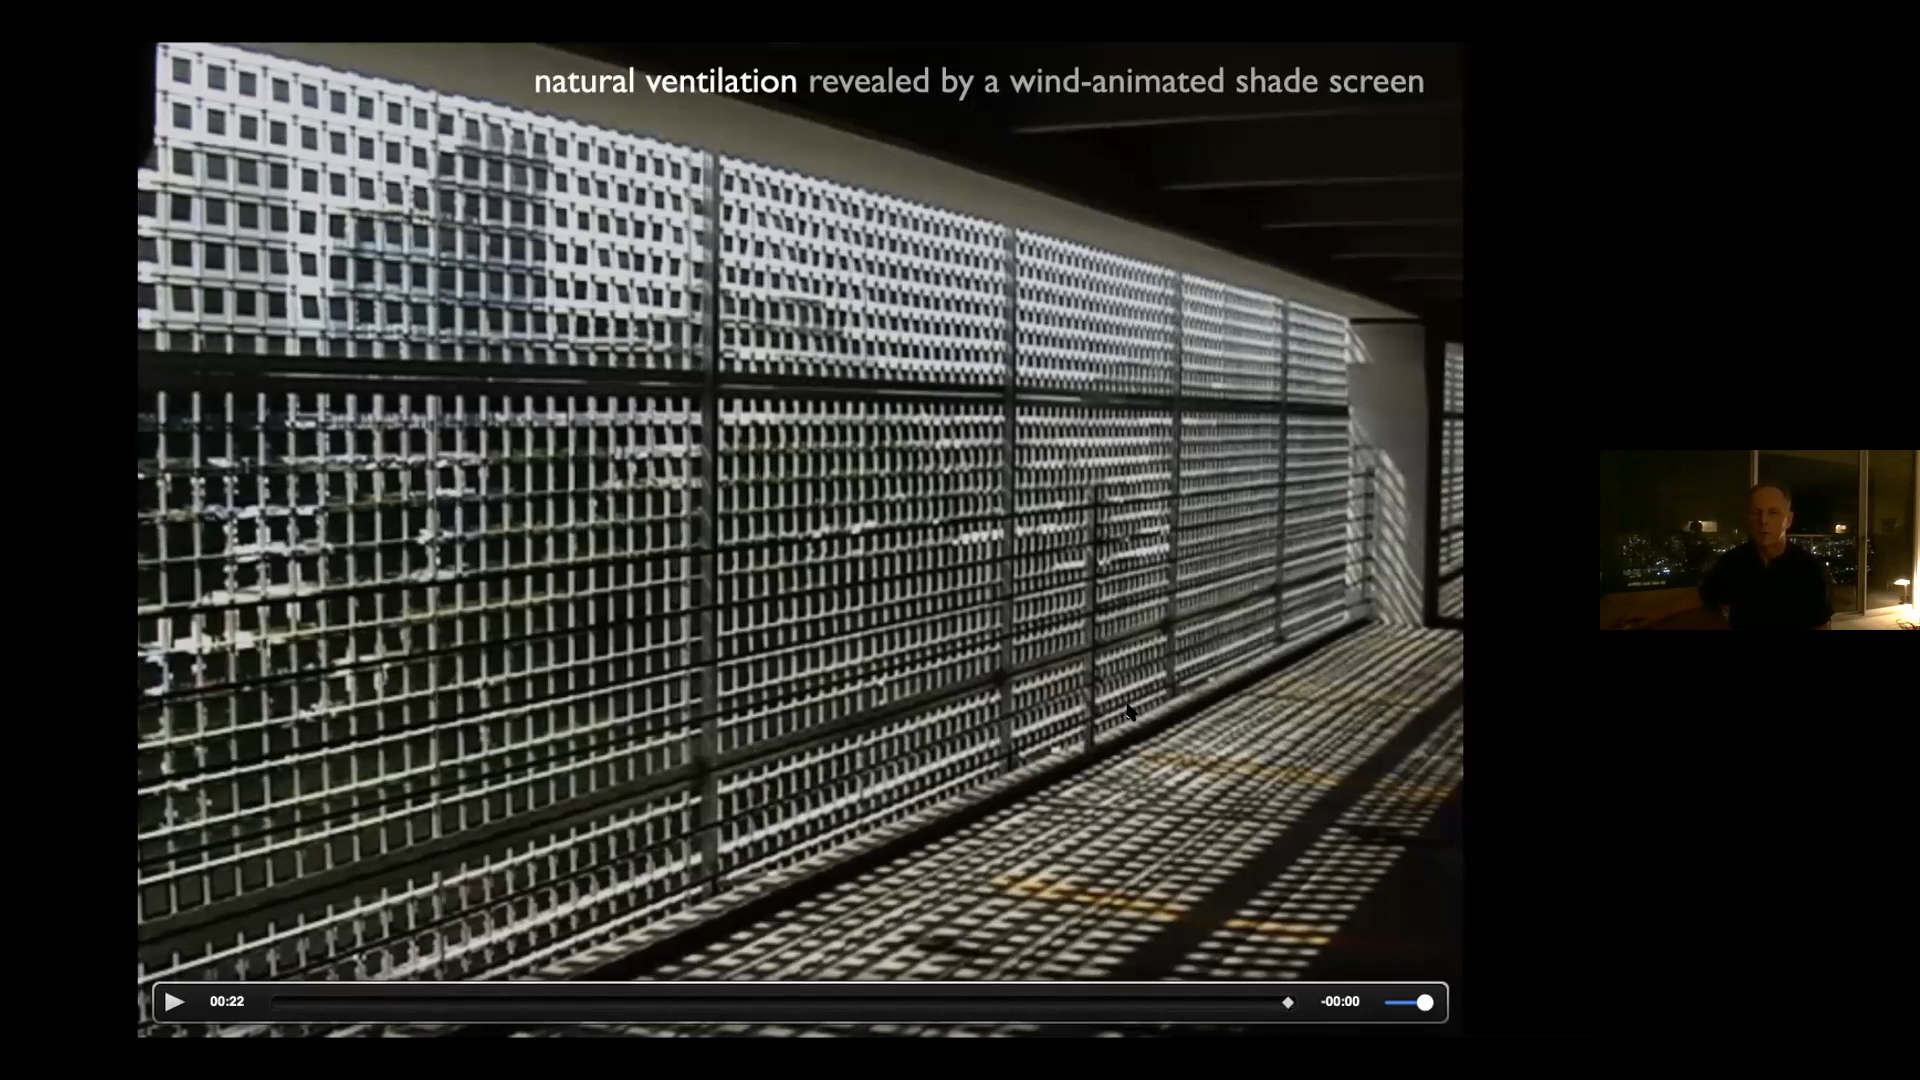 natural ventilation revealed by a wind-animated shade screen
00:22
-00:00